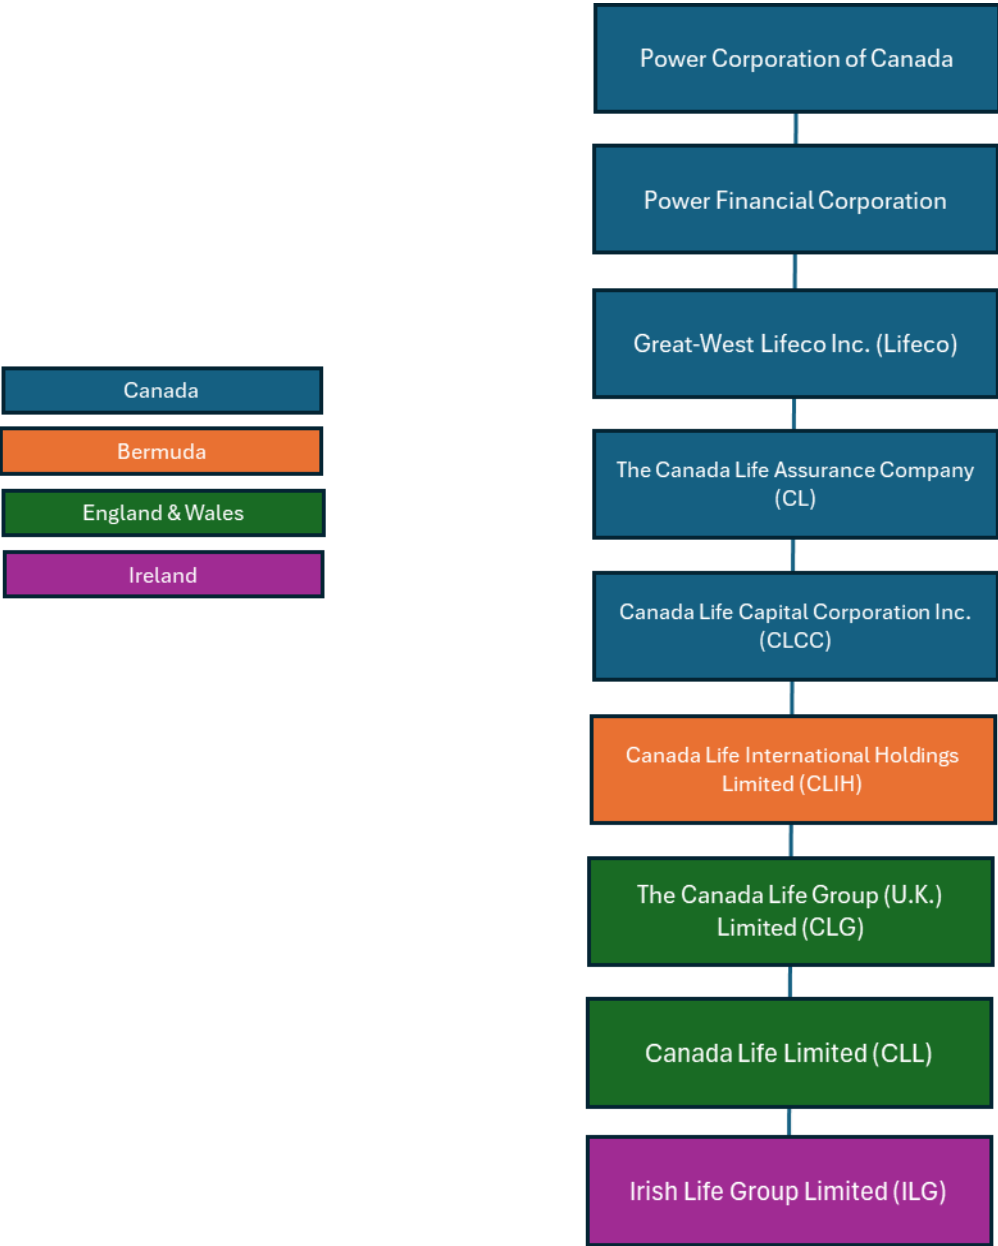 Power Corporation of Canada
Power Financial Corporation
Great-West Lifeco Inc. (Lifeco)
Canada
Bermuda
The Canada Life Assurance Company
(CL)
England & Wales
Ireland
Canada Life Capital Corporation Inc.
(CLCC)
Canada Life International Holdings
Limited (CLIH)
The Canada Life Group (U.K.)
Limited (CLG)
Canada Life Limited (CLL)
Irish Life Group Limited (ILG)